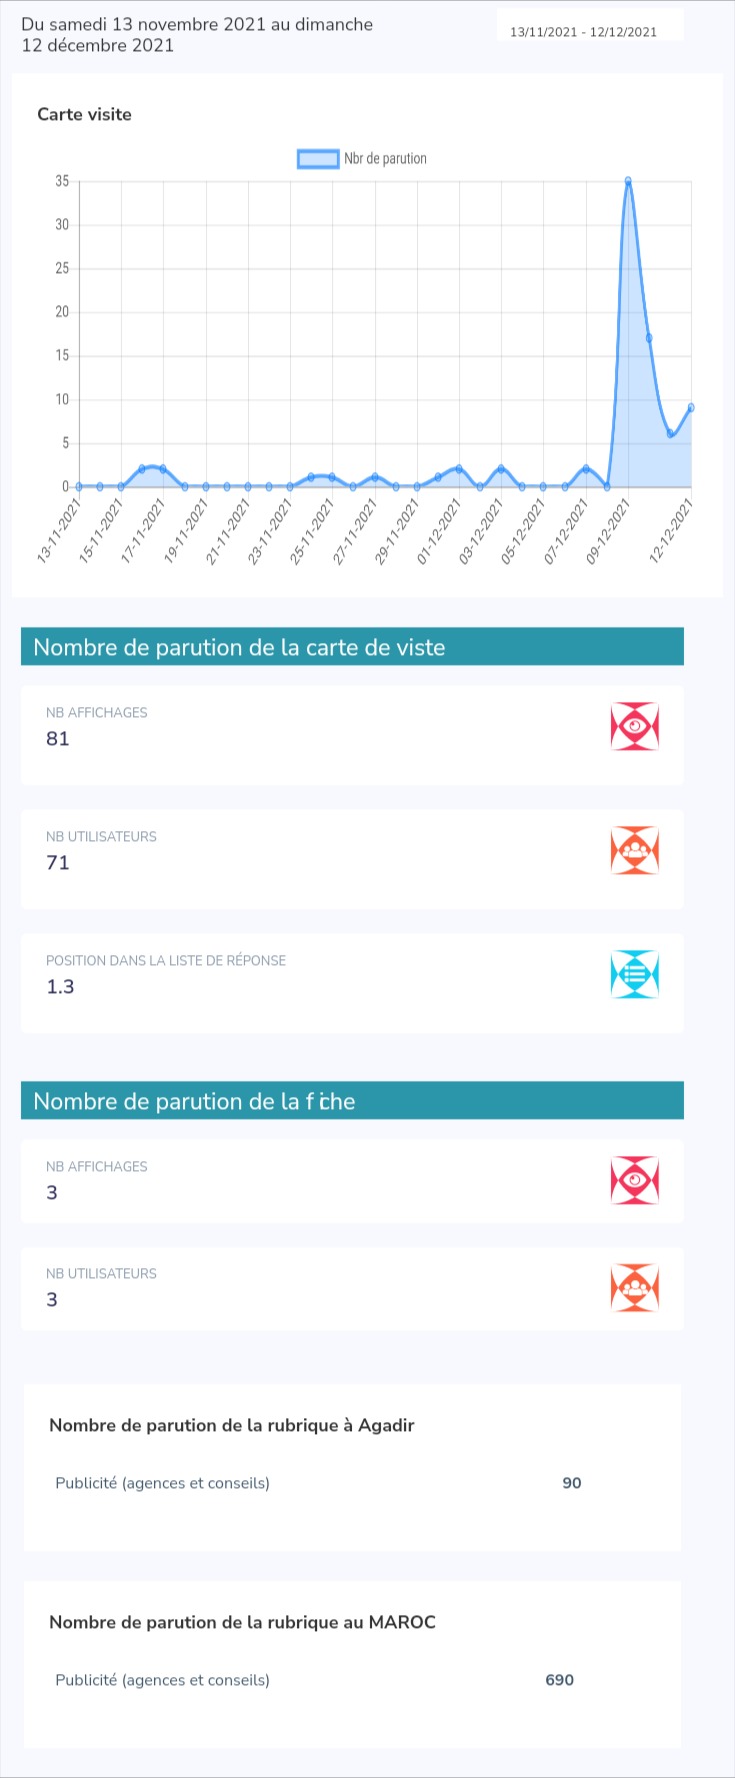 Du samedi 13 novembre 2021 au dimanche
12 décembre 2021
13/11/2021 - 12/12/2021
Carte visite
Nbr de parution
35
30
25
20
15
10
5
0
13-11-2021
15-11-2021
17-11-2021
19-11-2021
21-11-2021
23-11-2021
25-11-2021
27-11-2021
29-11-2021
01-12-2021
03-12-2021
05-12-2021
07-12-2021
09-12-2021
12-12-2021
Nombre de parution de la carte de viste
NB AFFICHAGES
81
NB UTILISATEURS
71
POSITION DANS LA LISTE DE RÉPONSE
1.3
Nombre de parution de la fiche
NB AFFICHAGES
3
NB UTILISATEURS
3
Nombre de parution de la rubrique à Agadir
Publicité (agences et conseils) 90
Nombre de parution de la rubrique au MAROC
Publicité (agences et conseils) 690